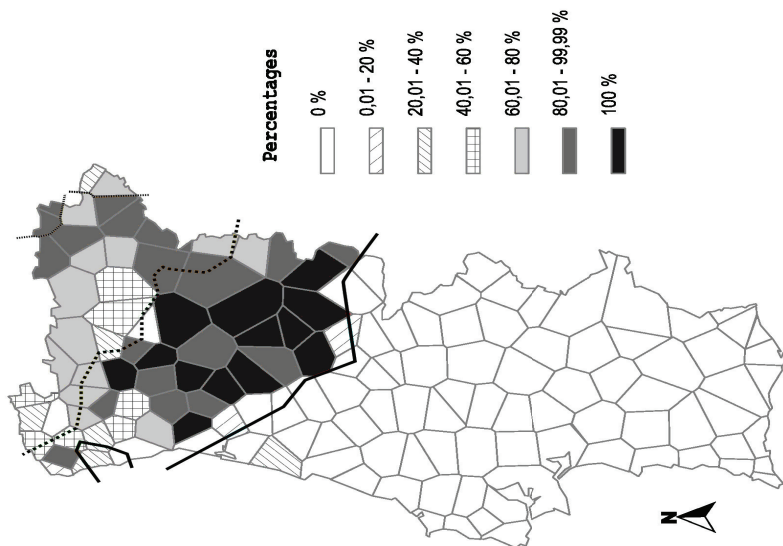 Percentages
0 %
0,01 - 20 %
20,01 - 40 %
40,01 - 60 %
60,01 - 80 %
80,01 - 99,99 %
100 %
N